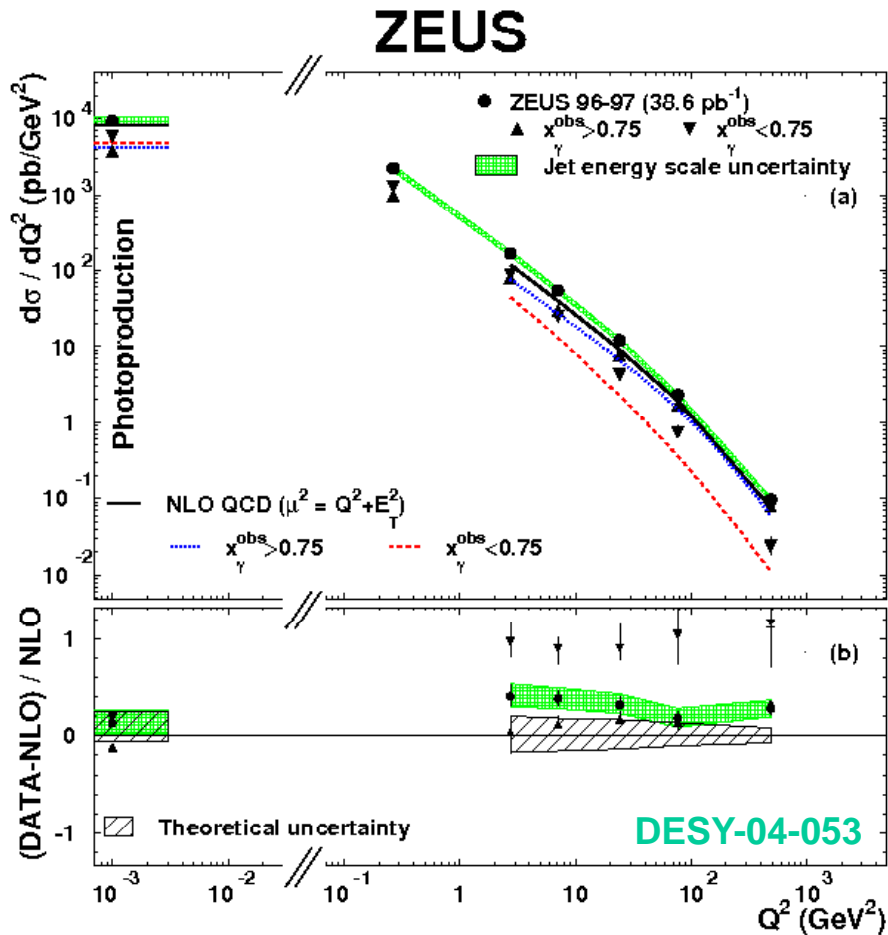 ZEUS
dσ / dQ² (pb/GeV²)
10⁴
10³
10²
10
1
10⁻¹
10⁻²
Photoproduction
ZEUS 96-97 (38.6 pb⁻¹)
x_γ^obs>0.75 x_γ^obs<0.75
Jet energy scale uncertainty
(a)
NLO QCD (μ² = Q²+E_T²)
x_γ^obs>0.75 x_γ^obs<0.75
(DATA-NLO) / NLO
1
0
-1
(b)
Theoretical uncertainty
DESY-04-053
10⁻³ 10⁻² 10⁻¹ 1 10 10² 10³
Q² (GeV²)